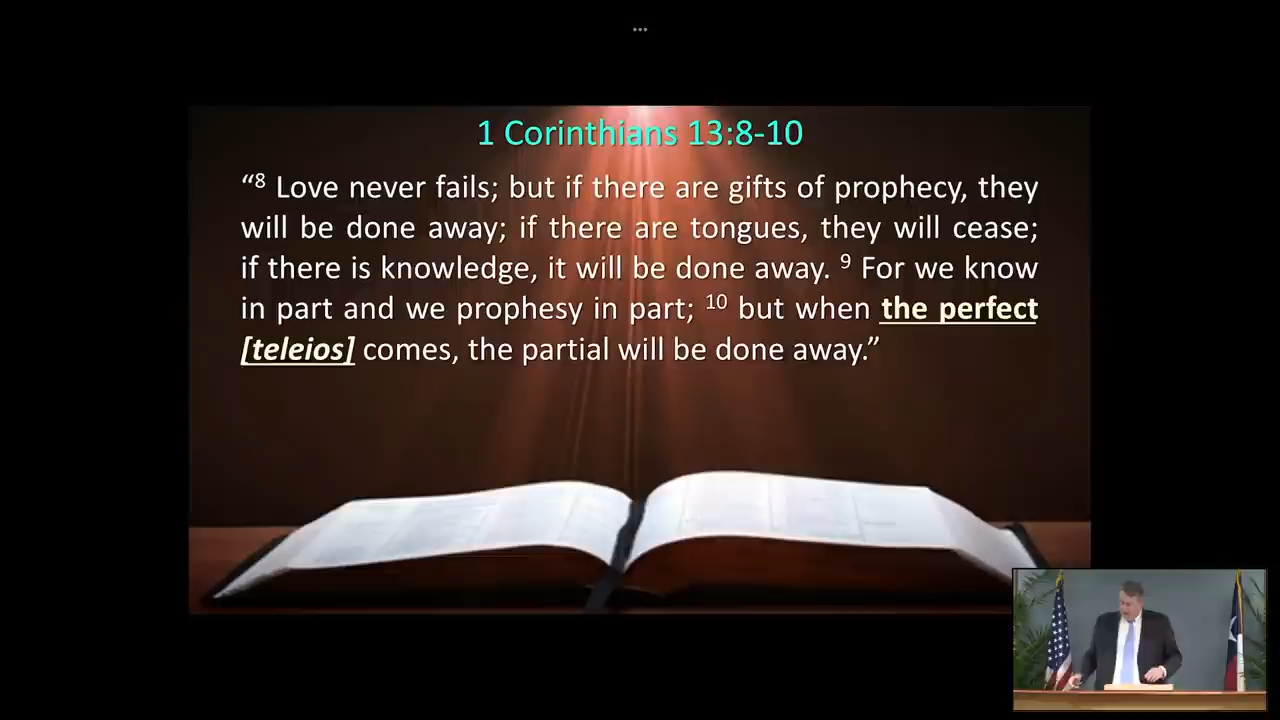 1 Corinthians 13:8-10
“8 Love never fails; but if there are gifts of prophecy, they
will be done away; if there are tongues, they will cease;
if there is knowledge, it will be done away. 9 For we know
in part and we prophesy in part; 10 but when the perfect
[teleios] comes, the partial will be done away.”